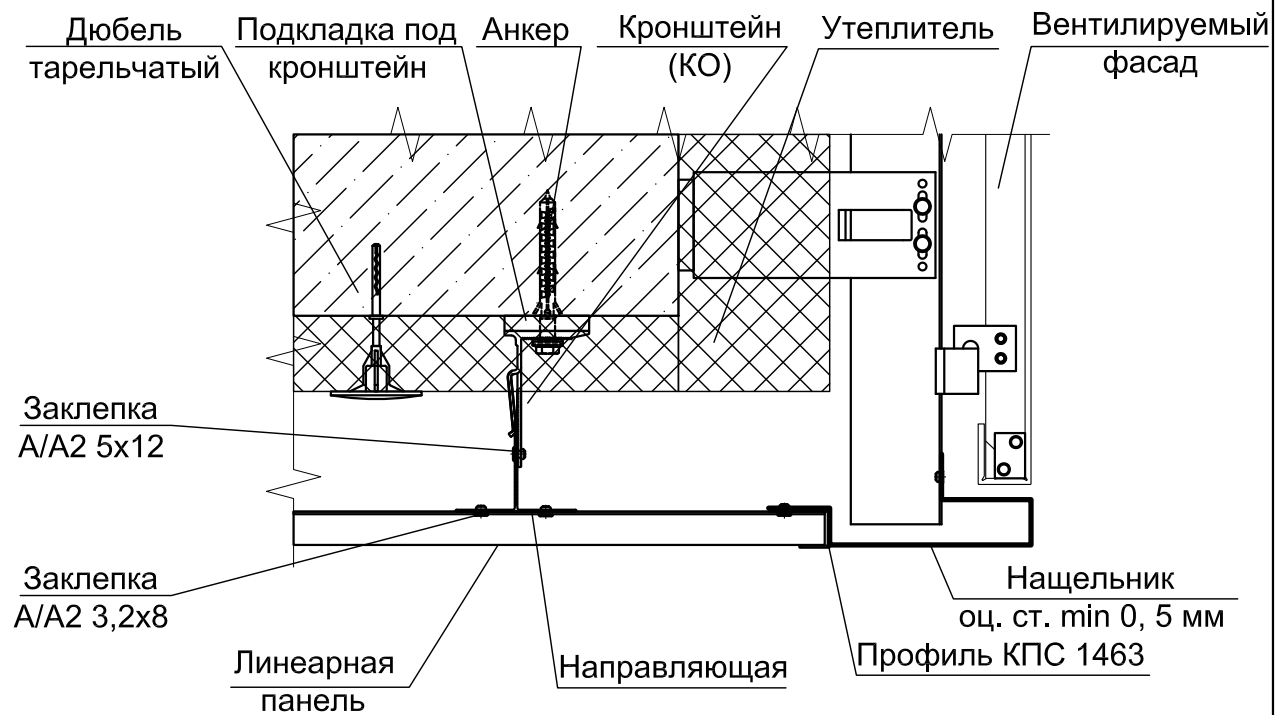 Дюбель
тарельчатый
Подкладка под
кронштейн
Анкер
Кронштейн
(КО)
Утеплитель
Вентилируемый
фасад
Заклепка
А/А2 5х12
Заклепка
А/А2 3,2х8
Линеарная
панель
Направляющая
Нащельник
оц. ст. min 0, 5 мм
Профиль КПС 1463